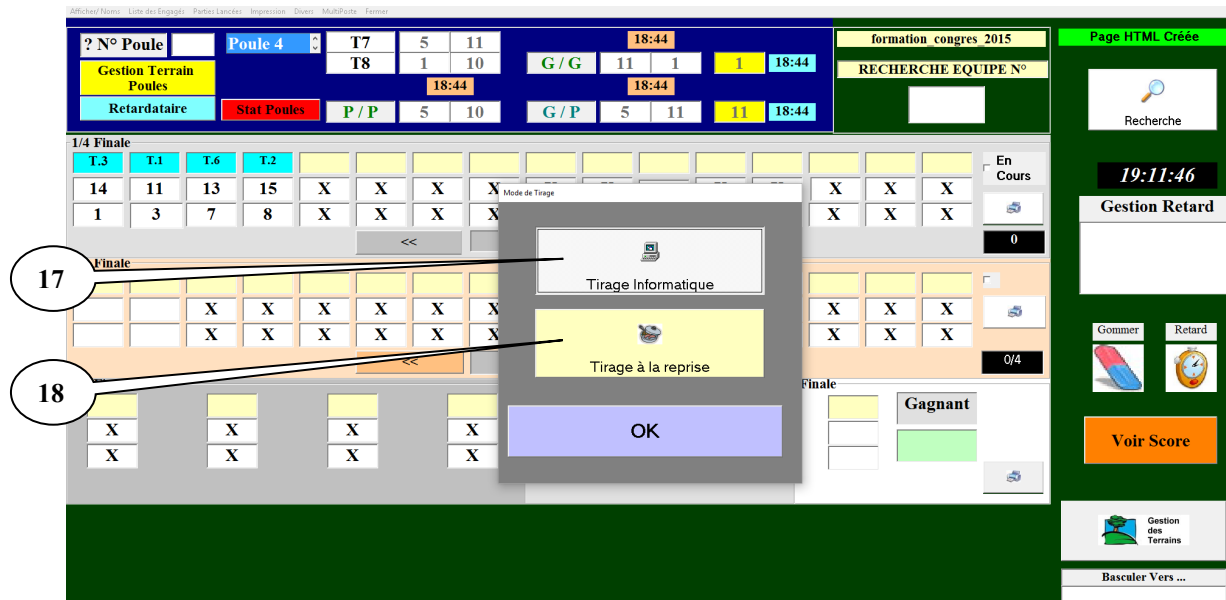 Afficher/ Noms Liste des Engagés Parties Lancées Impression Divers MultiPoste Fermer
? N° Poule Poule 4 T7 5 11 18:44 formation_congres_2015 Page HTML Créée
Gestion Terrain Poules T8 1 10 G / G 11 1 1 18:44 RECHERCHE EQUIPE N°
18:44 18:44
Retardataire Stat Poules P / P 5 10 G / P 5 11 11 18:44
Recherche
1/4 Finale
T.3 T.1 T.6 T.2 En Cours
14 11 13 15 X X X X X X X 19:11:46
1 3 7 8 X X X X X X X
Gestion Retard
<< 0
Mode de Tirage
Tirage Informatique
17
Finale
X X X X X X X X
X X X X X X X X
Gommer Retard
<< 0/4
Tirage à la reprise
18
Finale
Gagnant
X X X X
X X X X
OK
Voir Score
Gestion
des
Terrains
Basculer Vers ...